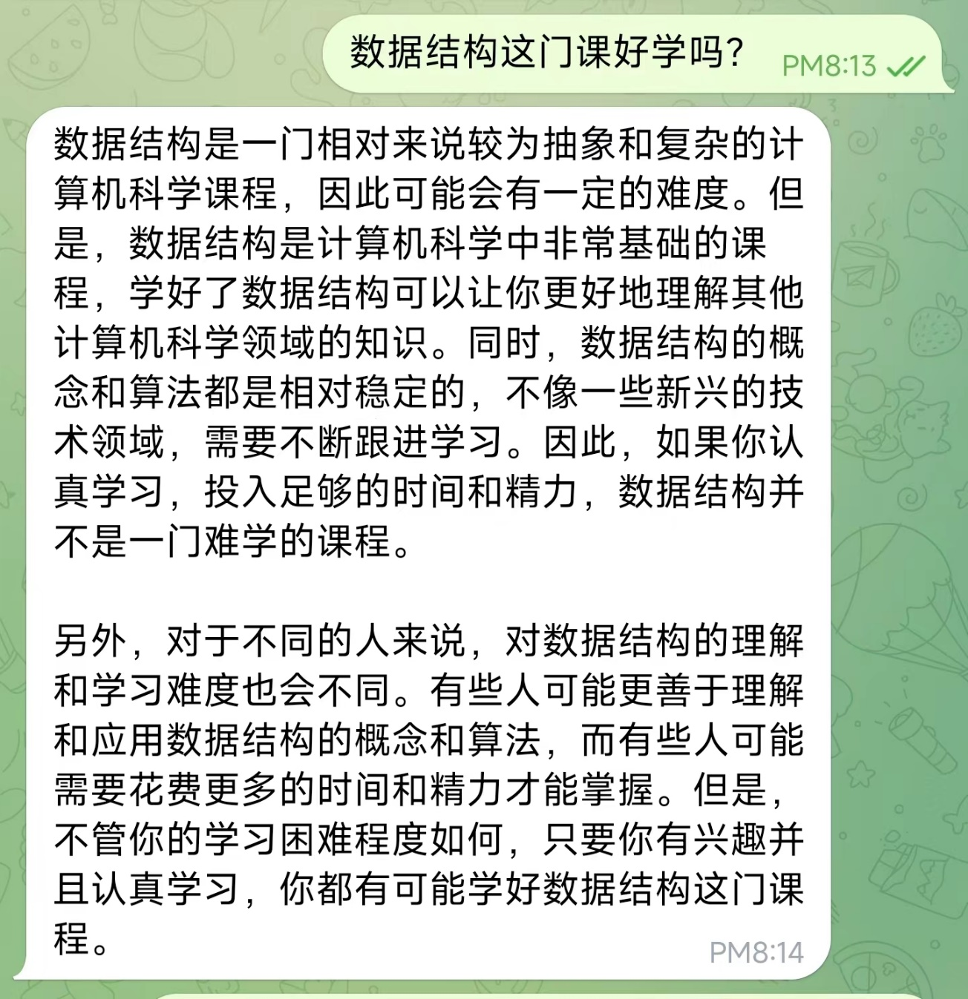 数据结构这门课好学吗？
PM8:13
数据结构是一门相对来说较为抽象和复杂的计
算机科学课程，因此可能会有一定的难度。但
是，数据结构是计算机科学中非常基础的课
程，学好了数据结构可以让你更好地理解其他
计算机科学领域的知识。同时，数据结构的概
念和算法都是相对稳定的，不像一些新兴的技
术领域，需要不断跟进学习。因此，如果你认
真学习，投入足够的时间和精力，数据结构并
不是一门难学的课程。
另外，对于不同的人来说，对数据结构的理解
和学习难度也会不同。有些人可能更善于理解
和应用数据结构的概念和算法，而有些人可能
需要花费更多的时间和精力才能掌握。但是，
不管你的学习困难程度如何，只要你有兴趣并
且认真学习，你都有可能学好数据结构这门课
程。
PM8:14